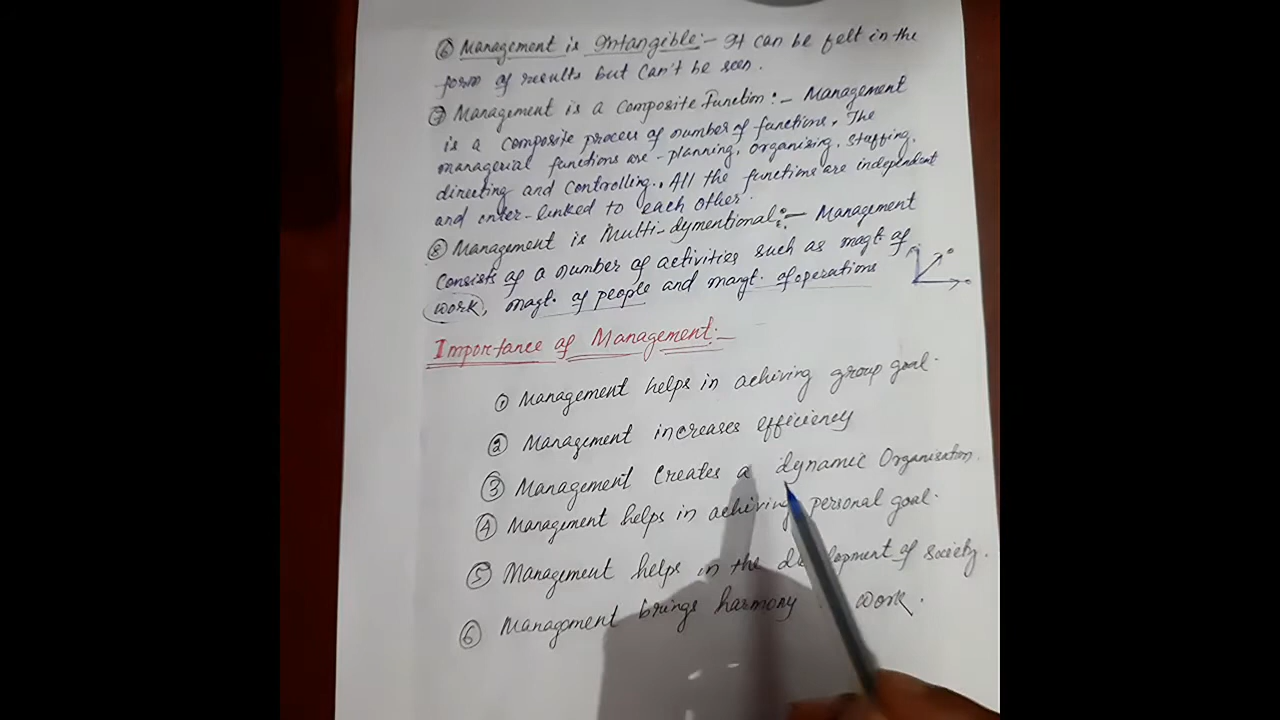 ⑥ Management is Intangible:- It can be felt in the
form of results but can't be seen.
⑦ Management is a Composite Function:- Management
is a composite process of number of functions. The
managerial functions are - planning, organising, staffing,
directing and controlling. All the functions are independent
and inter-linked to each other.
⑧ Management is Multi-dymentional:- Management
consists of a number of activities such as magt. of
work, magt. of people and mangt. of operations
Importance of Management:-
① Management helps in achiving group goal.
② Management increases efficiency
③ Management Creates a dynamic Organisation.
④ Management helps in achiving personal goal.
⑤ Management helps in the development of society.
⑥ Management brings harmony work.